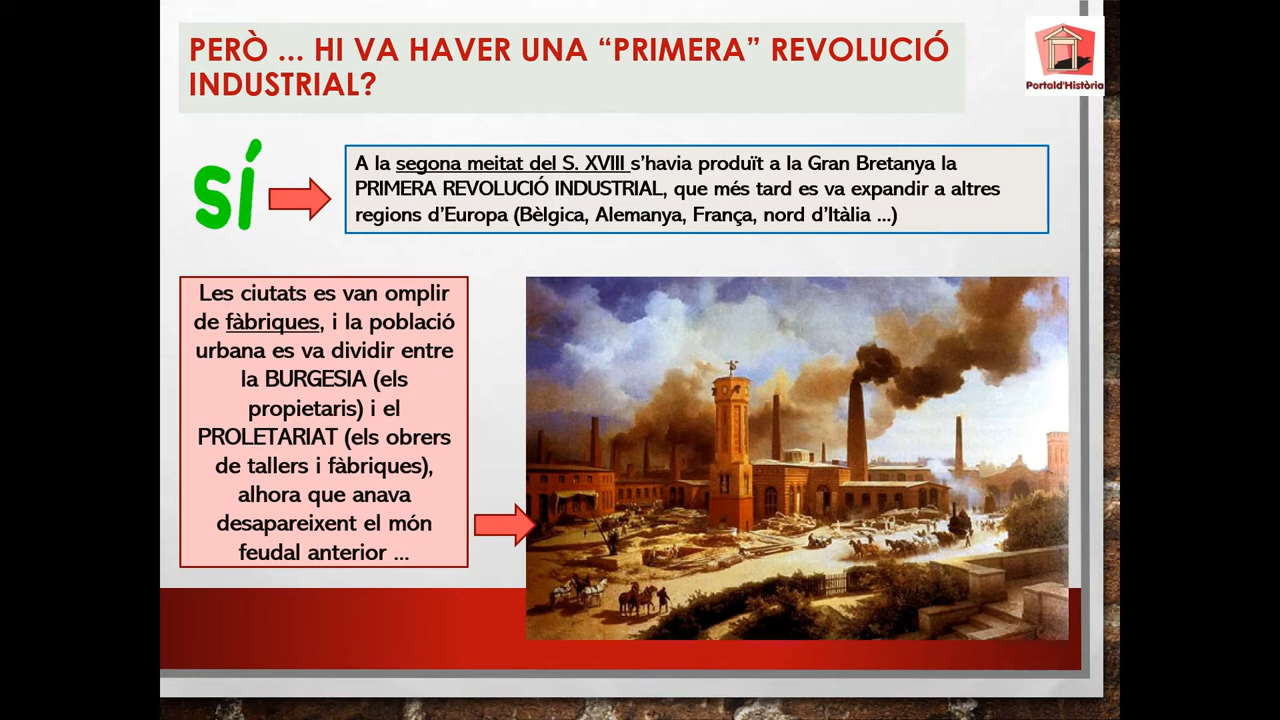 PERÒ ... HI VA HAVER UNA “PRIMERA” REVOLUCIÓ
INDUSTRIAL?
Portald'Història
SÍ
A la segona meitat del S. XVIII s’havia produït a la Gran Bretanya la
PRIMERA REVOLUCIÓ INDUSTRIAL, que més tard es va expandir a altres
regions d’Europa (Bèlgica, Alemanya, França, nord d’Itàlia ...)
Les ciutats es van omplir
de fàbriques, i la població
urbana es va dividir entre
la BURGESIA (els
propietaris) i el
PROLETARIAT (els obrers
de tallers i fàbriques),
alhora que anava
desapareixent el món
feudal anterior ...